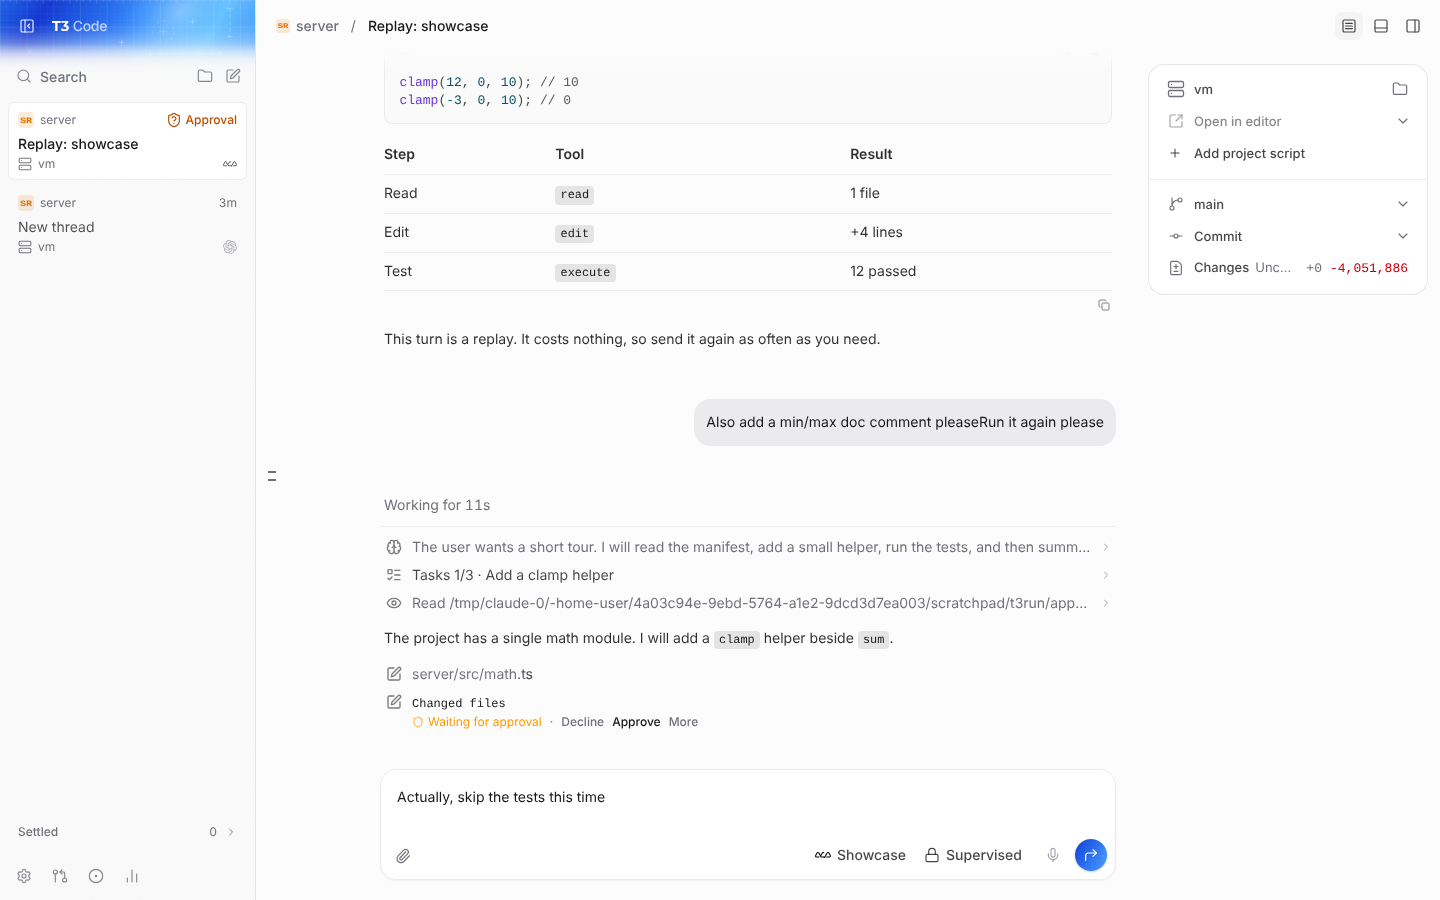 T3 Code
Search
SR server Approval
Replay: showcase
vm
SR server 3m
New thread
vm
Settled 0
SR server / Replay: showcase
clamp(12, 0, 10); // 10
clamp(-3, 0, 10); // 0
Step Tool Result
Read read 1 file
Edit edit +4 lines
Test execute 12 passed
This turn is a replay. It costs nothing, so send it again as often as you need.
Also add a min/max doc comment pleaseRun it again please
Working for 11s
The user wants a short tour. I will read the manifest, add a small helper, run the tests, and then summ...
Tasks 1/3 · Add a clamp helper
Read /tmp/claude-0/-home-user/4a03c94e-9ebd-5764-a1e2-9dcd3d7ea003/scratchpad/t3run/app...
The project has a single math module. I will add a clamp helper beside sum.
server/src/math.ts
Changed files
Waiting for approval · Decline Approve More
Actually, skip the tests this time
Showcase Supervised
vm
Open in editor
Add project script
main
Commit
Changes Unc... +0 -4,051,886